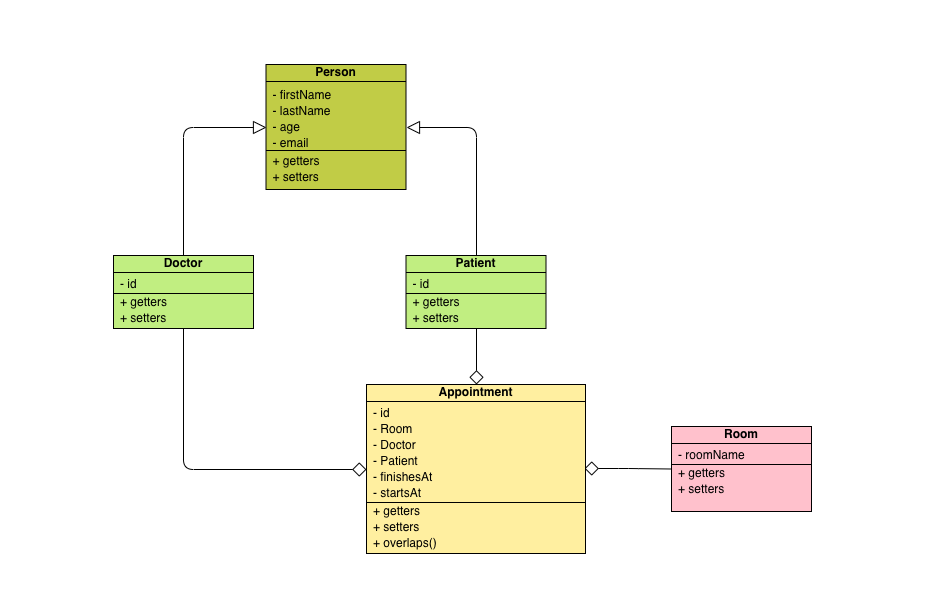 Person
- firstName
- lastName
- age
- email
+ getters
+ setters
Doctor
- id
+ getters
+ setters
Patient
- id
+ getters
+ setters
Appointment
- id
- Room
- Doctor
- Patient
- finishesAt
- startsAt
+ getters
+ setters
+ overlaps()
Room
- roomName
+ getters
+ setters